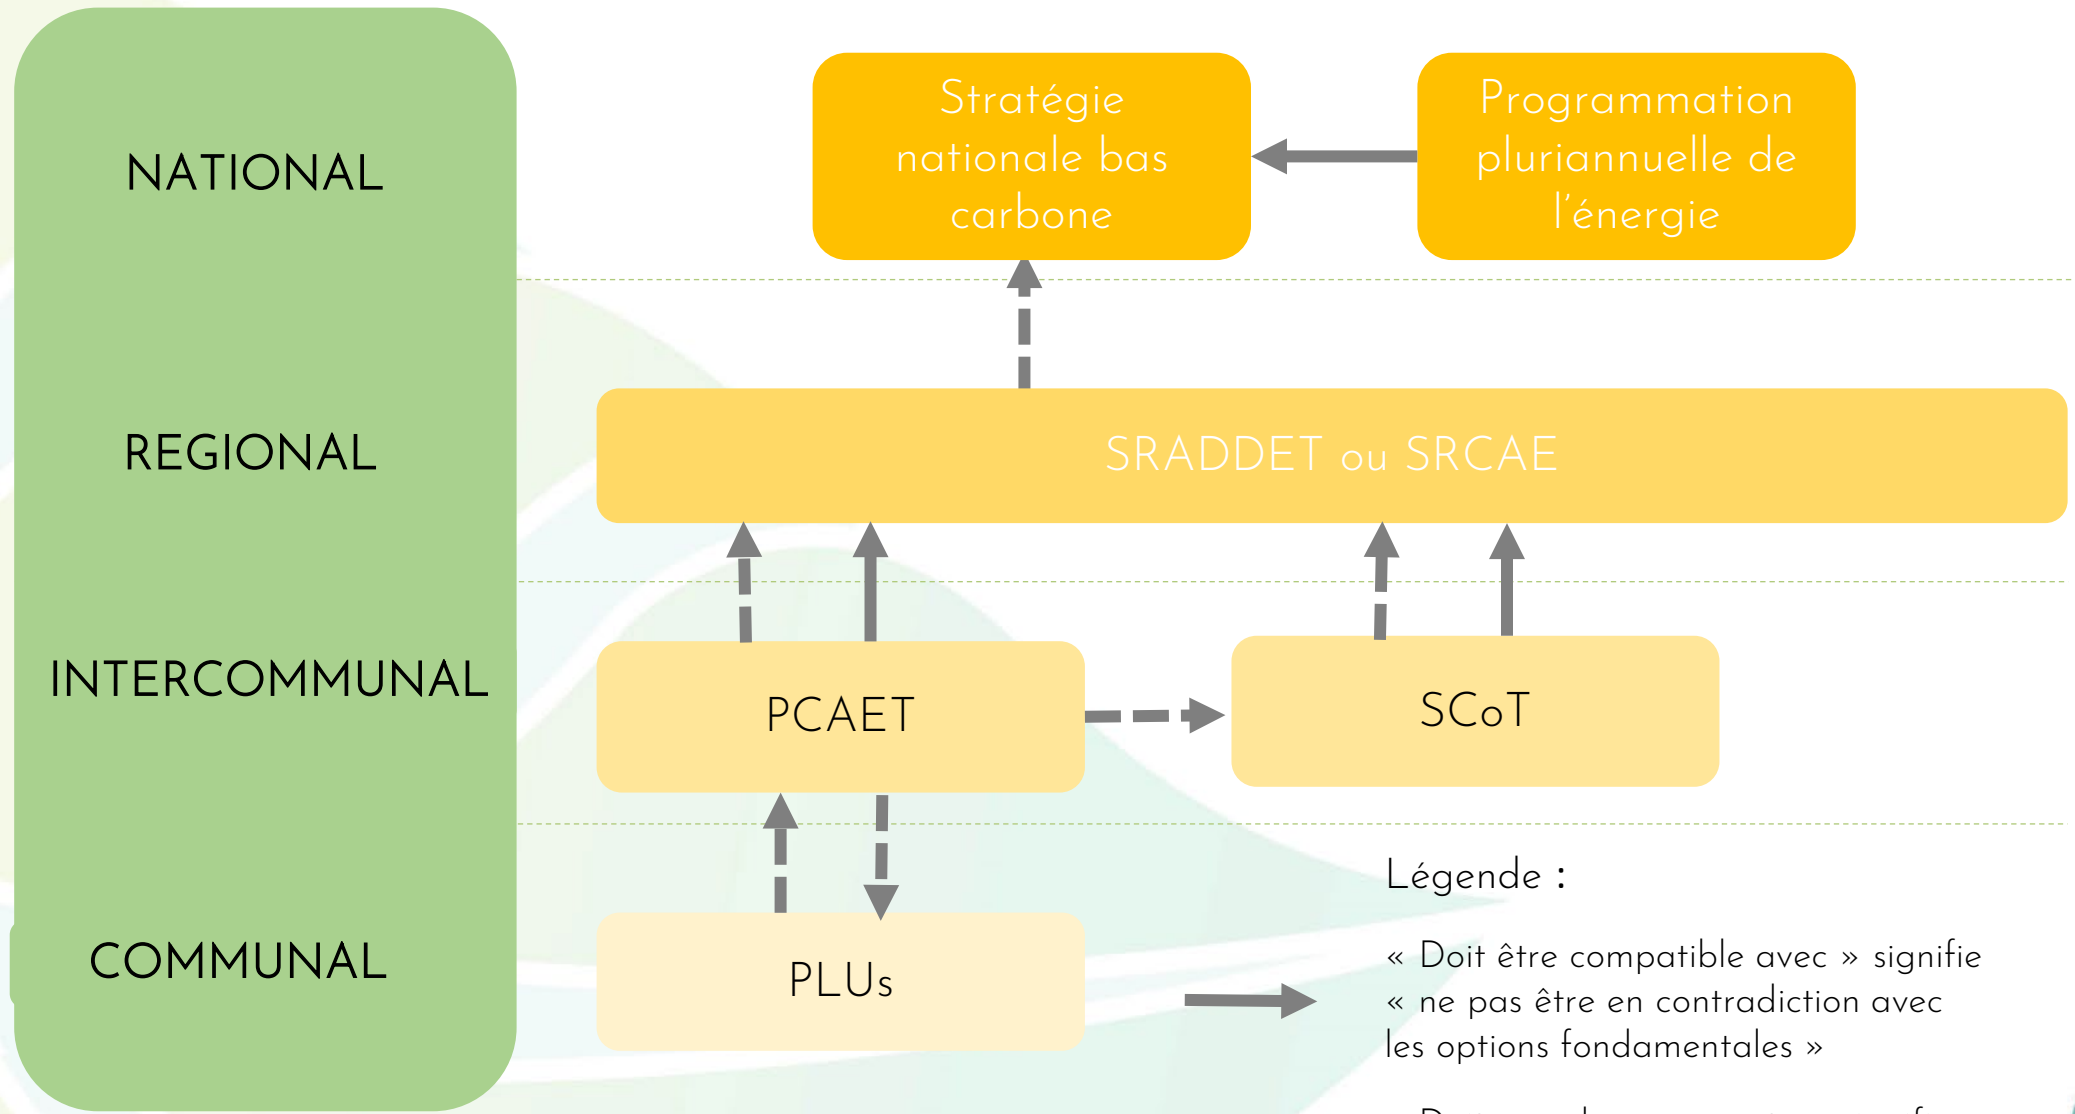 NATIONAL
Stratégie
nationale bas
carbone
Programmation
pluriannuelle de
l'énergie
REGIONAL
SRADDET ou SRCAE
INTERCOMMUNAL
PCAET
SCoT
COMMUNAL
PLUs
Légende :
« Doit être compatible avec » signifie
« ne pas être en contradiction avec
les options fondamentales »